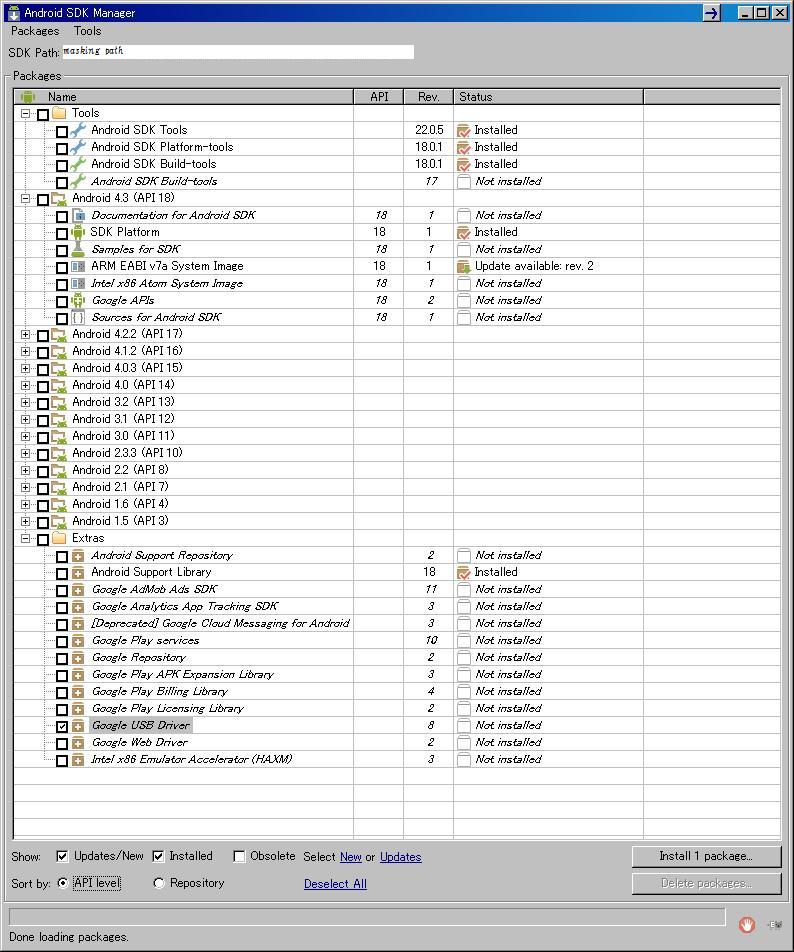 Android SDK Manager
Packages Tools
SDK Path: masking path
Packages
Name API Rev. Status
Tools
Android SDK Tools 22.0.5 Installed
Android SDK Platform-tools 18.0.1 Installed
Android SDK Build-tools 18.0.1 Installed
Android SDK Build-tools 17 Not installed
Android 4.3 (API 18)
Documentation for Android SDK 18 1 Not installed
SDK Platform 18 1 Installed
Samples for SDK 18 1 Not installed
ARM EABI v7a System Image 18 1 Update available: rev. 2
Intel x86 Atom System Image 18 1 Not installed
Google APIs 18 2 Not installed
Sources for Android SDK 18 1 Not installed
Android 4.2.2 (API 17)
Android 4.1.2 (API 16)
Android 4.0.3 (API 15)
Android 4.0 (API 14)
Android 3.2 (API 13)
Android 3.1 (API 12)
Android 3.0 (API 11)
Android 2.3.3 (API 10)
Android 2.2 (API 8)
Android 2.1 (API 7)
Android 1.6 (API 4)
Android 1.5 (API 3)
Extras
Android Support Repository 2 Not installed
Android Support Library 18 Installed
Google AdMob Ads SDK 11 Not installed
Google Analytics App Tracking SDK 3 Not installed
[Deprecated] Google Cloud Messaging for Android 3 Not installed
Google Play services 10 Not installed
Google Repository 2 Not installed
Google Play APK Expansion Library 3 Not installed
Google Play Billing Library 4 Not installed
Google Play Licensing Library 2 Not installed
Google USB Driver 8 Not installed
Google Web Driver 2 Not installed
Intel x86 Emulator Accelerator (HAXM) 3 Not installed
Show: Updates/New Installed Obsolete Select New or Updates Install 1 package...
Sort by: API level Repository Deselect All Delete packages...
Done loading packages.